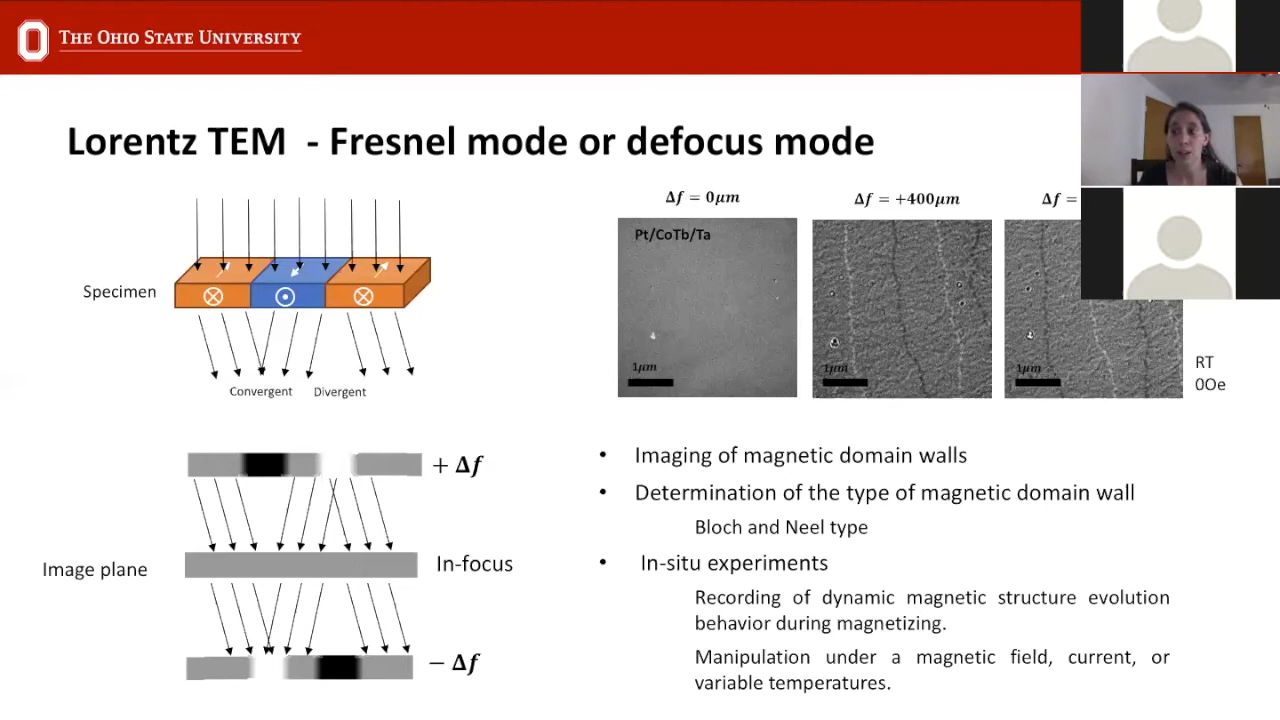 THE OHIO STATE UNIVERSITY
Lorentz TEM - Fresnel mode or defocus mode
Specimen
Convergent Divergent
+ Δf
Image plane
In-focus
− Δf
Δf = 0μm
Δf = +400μm
Δf =
Pt/CoTb/Ta
1μm
1μm
1μm
RT
0Oe
• Imaging of magnetic domain walls
• Determination of the type of magnetic domain wall
Bloch and Neel type
• In-situ experiments
Recording of dynamic magnetic structure evolution
behavior during magnetizing.
Manipulation under a magnetic field, current, or
variable temperatures.